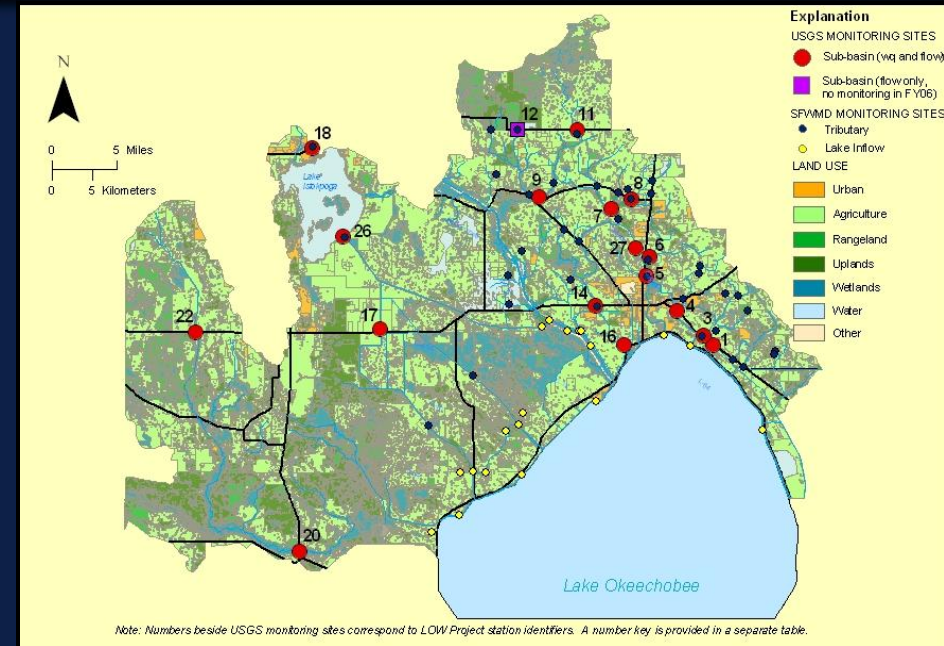 Explanation
USGS MONITORING SITES
Sub-basin (wq and flow)
Sub-basin (flow only,
no monitoring in FY06)
SFWMD MONITORING SITES
Tributary
Lake Inflow
LAND USE
Urban
Agriculture
Rangeland
Uplands
Wetlands
Water
Other
N
0 5 Miles
0 5 Kilometers
12
11
18
Lake
Istokpoga
9
8
7
26
27
6
5
14
4
3
1
22
17
16
20
Lake Okeechobee
Note: Numbers beside USGS monitoring sites correspond to LOW Project station identifiers. A number key is provided in a separate table.